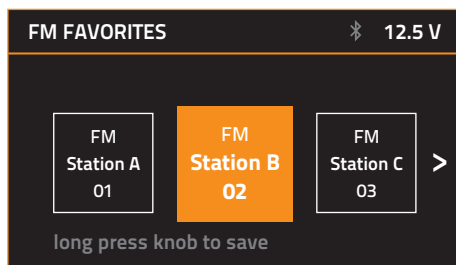 FM FAVORITES 12.5 V
FM
Station A
01
FM
Station B
02
FM
Station C
03
>
long press knob to save